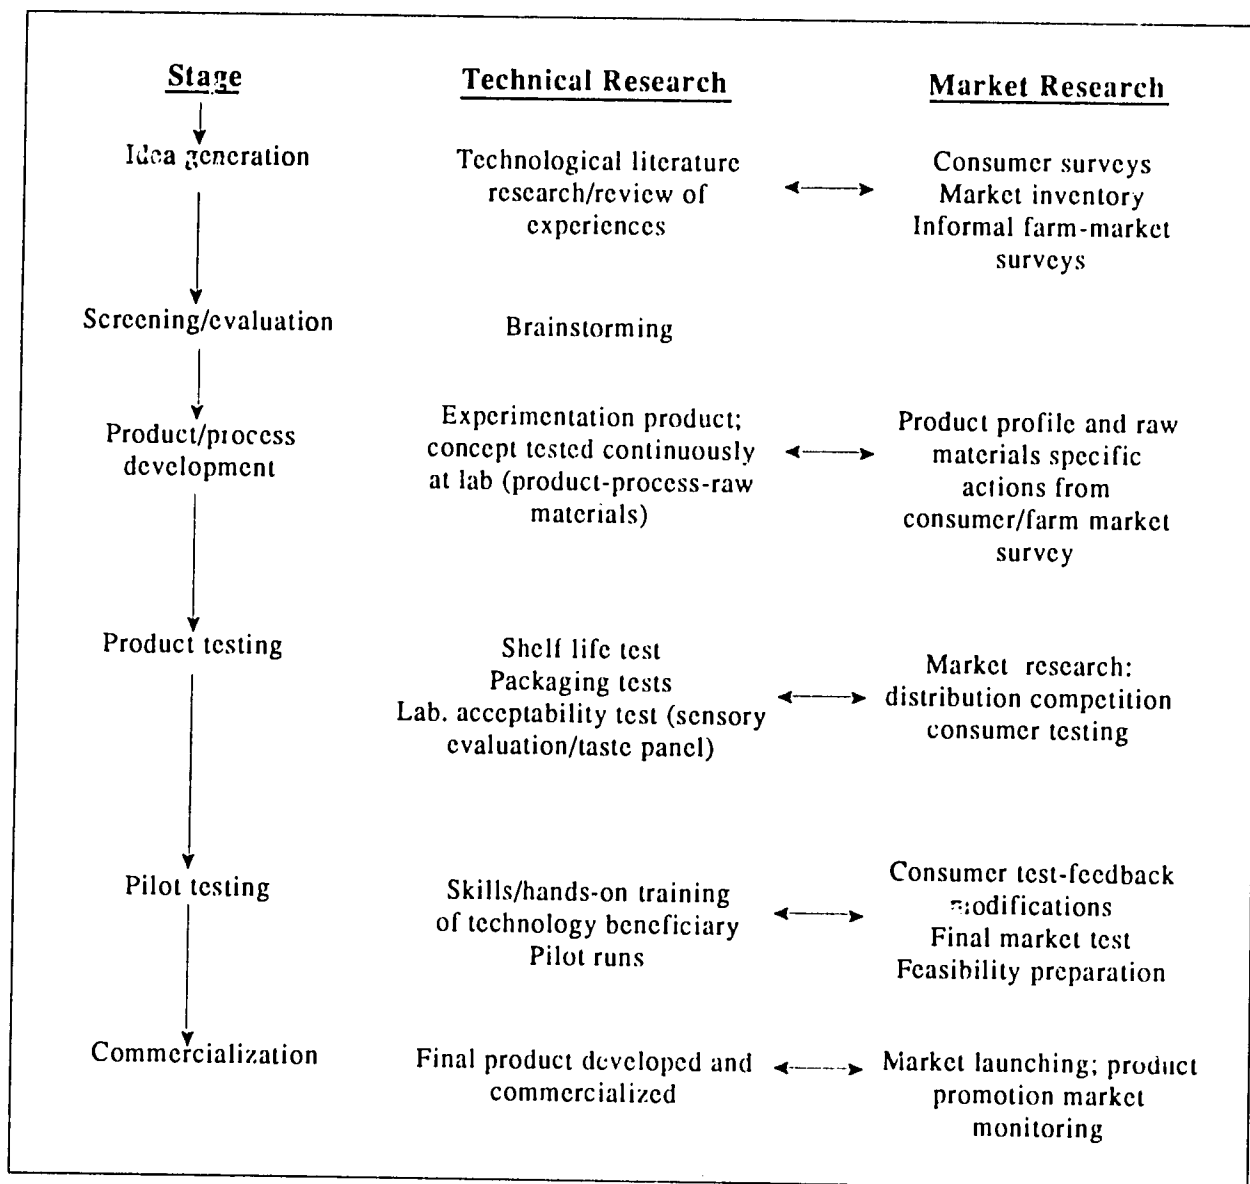 Stage
Technical Research
Market Research
Idea generation
Technological literature
research/review of
experiences
Consumer surveys
Market inventory
Informal farm-market
surveys
Screening/evaluation
Brainstorming
Product/process
development
Experimentation product;
concept tested continuously
at lab (product-process-raw
materials)
Product profile and raw
materials specific
actions from
consumer/farm market
survey
Product testing
Shelf life test
Packaging tests
Lab. acceptability test (sensory
evaluation/taste panel)
Market research:
distribution competition
consumer testing
Pilot testing
Skills/hands-on training
of technology beneficiary
Pilot runs
Consumer test-feedback
modifications
Final market test
Feasibility preparation
Commercialization
Final product developed and
commercialized
Market launching; product
promotion market
monitoring